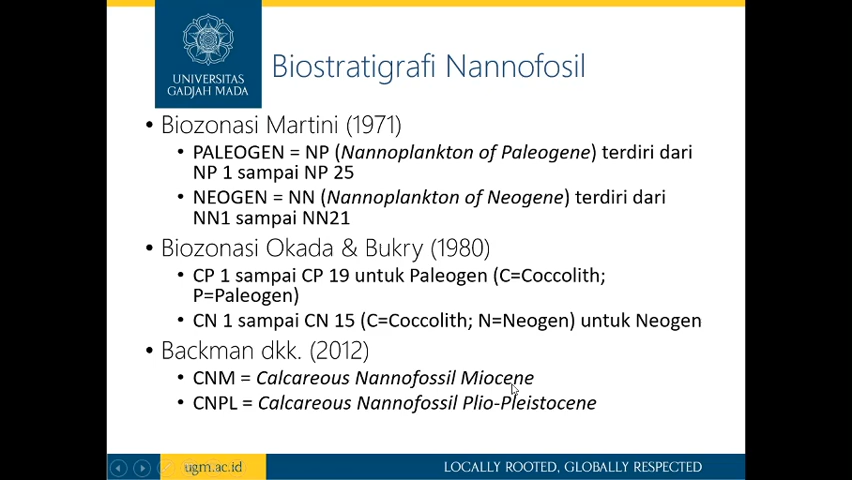 UNIVERSITAS
GADJAH MADA
Biostratigrafi Nannofosil
• Biozonasi Martini (1971)
• PALEOGEN = NP (Nannoplankton of Paleogene) terdiri dari
NP 1 sampai NP 25
• NEOGEN = NN (Nannoplankton of Neogene) terdiri dari
NN1 sampai NN21
• Biozonasi Okada & Bukry (1980)
• CP 1 sampai CP 19 untuk Paleogen (C=Coccolith;
P=Paleogen)
• CN 1 sampai CN 15 (C=Coccolith; N=Neogen) untuk Neogen
• Backman dkk. (2012)
• CNM = Calcareous Nannofossil Miocene
• CNPL = Calcareous Nannofossil Plio-Pleistocene
ugm.ac.id
LOCALLY ROOTED, GLOBALLY RESPECTED